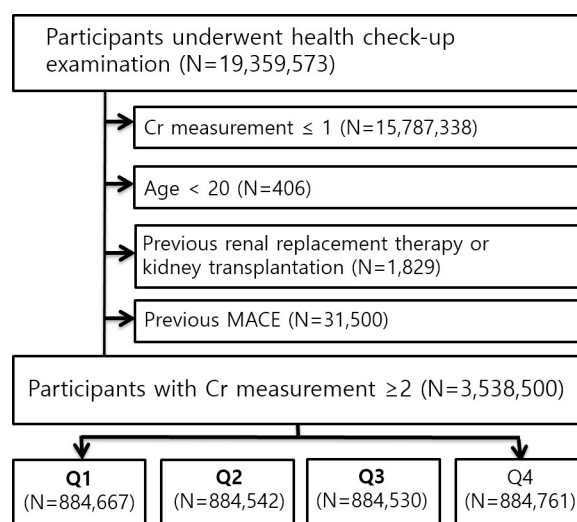 Participants underwent health check-up
examination (N=19,359,573)
Cr measurement ≤ 1 (N=15,787,338)
Age < 20 (N=406)
Previous renal replacement therapy or
kidney transplantation (N=1,829)
Previous MACE (N=31,500)
Participants with Cr measurement ≥2 (N=3,538,500)
Q1
(N=884,667)
Q2
(N=884,542)
Q3
(N=884,530)
Q4
(N=884,761)